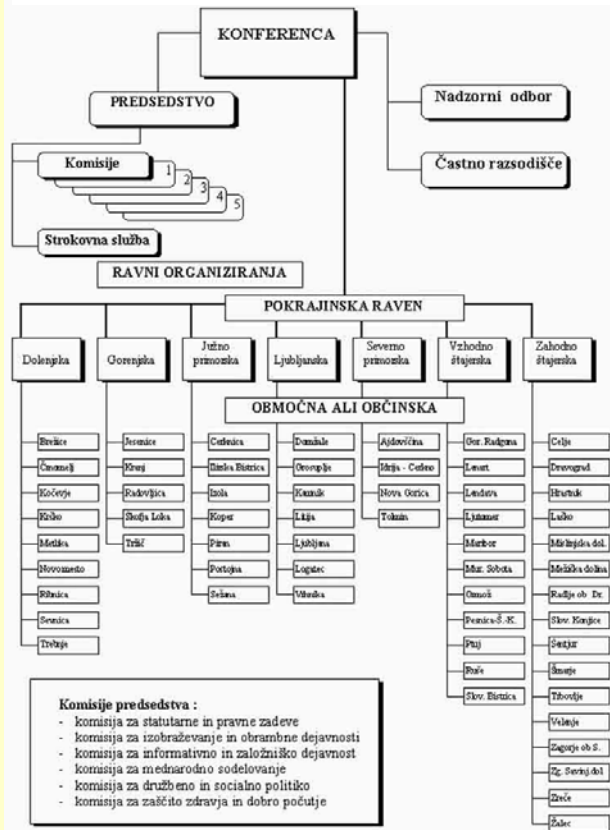 KONFERENCA
PREDSEDSTVO
Nadzorni odbor
Častno razsodišče
Komisije
1
2
3
4
5
Strokovna služba
RAVNI ORGANIZIRANJA
POKRAJINSKA RAVEN
Dolenjska
Gorenjska
Južno
primorska
Ljubljanska
Severno
primorska
Vzhodno
štajerska
Zahodno
štajerska
OBMOČNA ALI OBČINSKA
Brežice
Črnomelj
Kočevje
Krško
Metlika
Novo mesto
Ribnica
Sevnica
Trebnje
Jesenice
Kranj
Radovljica
Škofja Loka
Tržič
Cerknica
Ilirska Bistrica
Izola
Koper
Piran
Postojna
Sežana
Domžale
Grosuplje
Kamnik
Litija
Ljubljana
Logatec
Vrhnika
Ajdovščina
Idrija - Cerkno
Nova Gorica
Tolmin
Gor. Radgona
Lenart
Lendava
Ljutomer
Maribor
Mur. Sobota
Ormož
Pesnica-Š.-K.
Ptuj
Ruše
Slov. Bistrica
Celje
Dravograd
Hrastnik
Laško
Mislinjska dol.
Mežiška dolina
Radlje ob Dr.
Slov. Konjice
Šentjur
Šmarje
Trbovlje
Velenje
Zagorje ob S.
Zg. Savinj.dol
Zreče
Žalec
Komisije predsedstva :
- komisija za statutarne in pravne zadeve
- komisija za izobraževanje in obrambne dejavnosti
- komisija za informativno in založniško dejavnost
- komisija za mednarodno sodelovanje
- komisija za družbeno in socialno politiko
- komisija za zaščito zdravja in dobro počutje